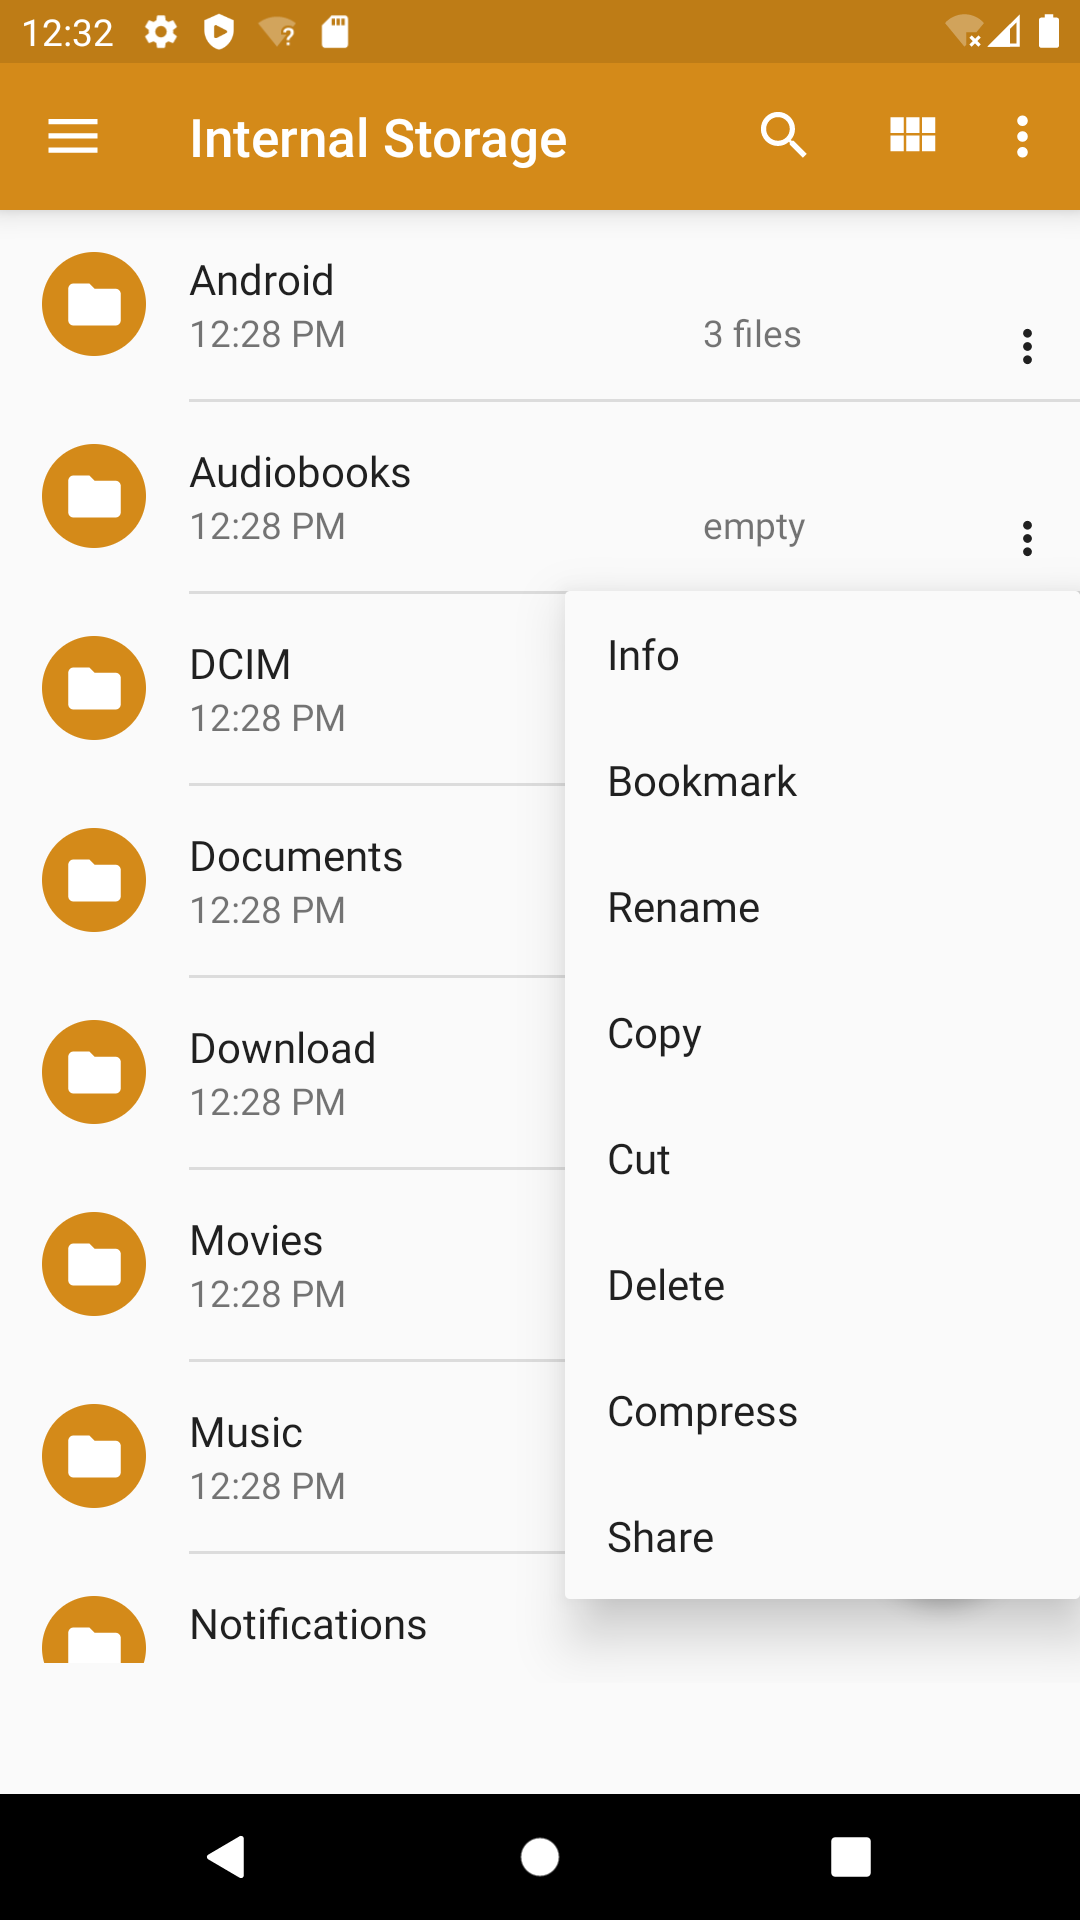 12:32
Internal Storage
Android
12:28 PM
3 files
Audiobooks
12:28 PM
empty
DCIM
12:28 PM
Documents
12:28 PM
Download
12:28 PM
Movies
12:28 PM
Music
12:28 PM
Notifications
Info
Bookmark
Rename
Copy
Cut
Delete
Compress
Share